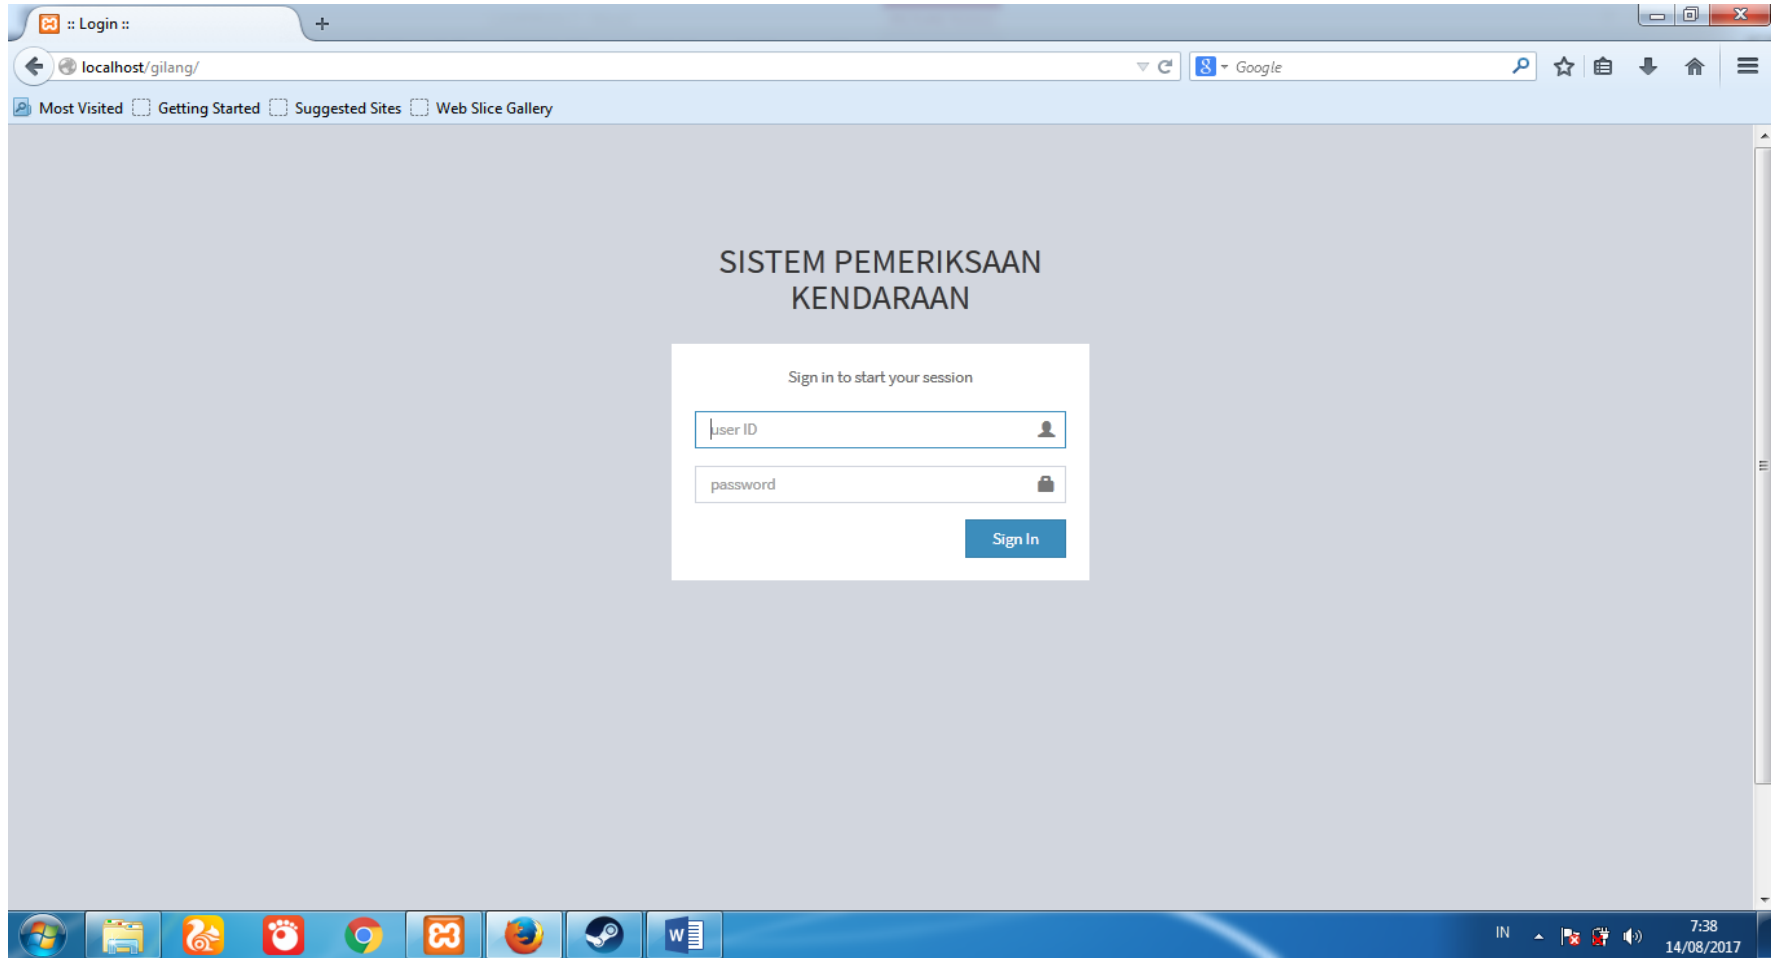 :: Login ::
localhost/gilang/
Google
Most Visited Getting Started Suggested Sites Web Slice Gallery
SISTEM PEMERIKSAAN
KENDARAAN
Sign in to start your session
user ID
password
Sign In
IN
7:38
14/08/2017